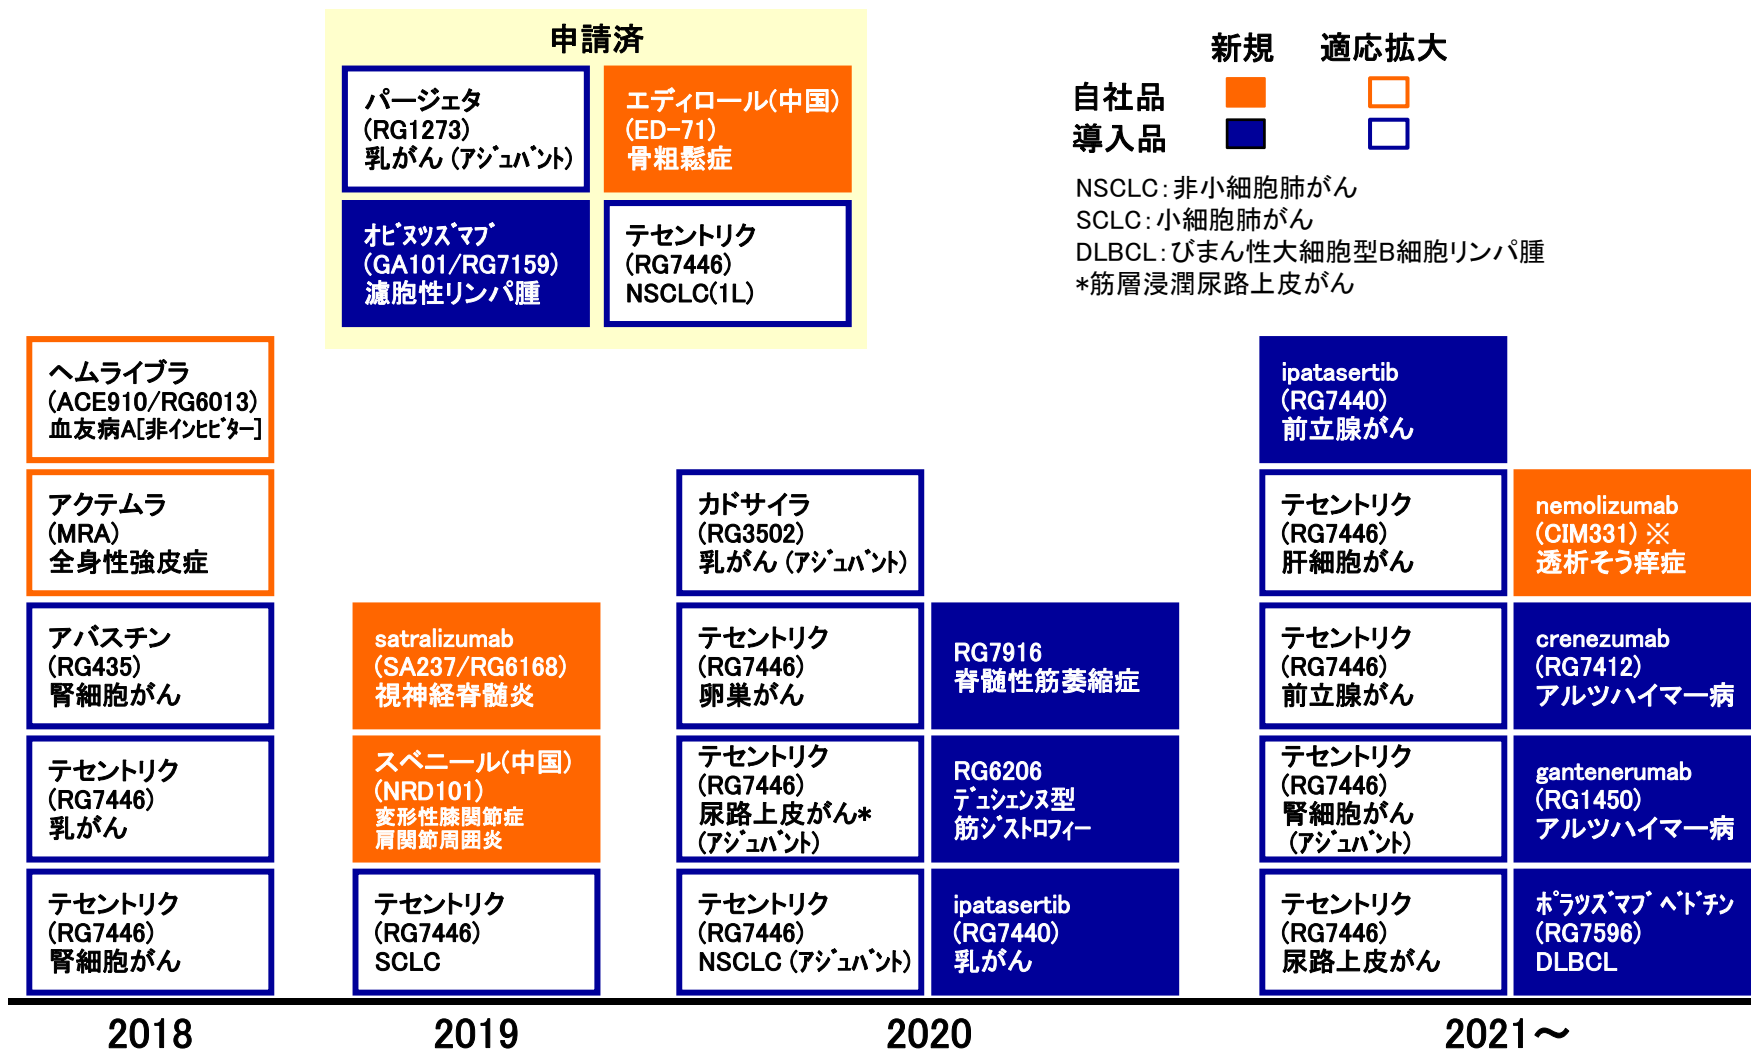 申請済
パージェタ
(RG1273)
乳がん (ｱｼﾞｭﾊﾞﾝﾄ)
エディロール(中国)
(ED-71)
骨粗鬆症
ｵﾋﾞﾇﾂｽﾞﾏﾌﾞ
(GA101/RG7159)
濾胞性リンパ腫
テセントリク
(RG7446)
NSCLC(1L)
新規 適応拡大
自社品
導入品
NSCLC：非小細胞肺がん
SCLC：小細胞肺がん
DLBCL：びまん性大細胞型B細胞リンパ腫
*筋層浸潤尿路上皮がん
ヘムライブラ
(ACE910/RG6013)
血友病A[非ｲﾝﾋﾋﾞﾀｰ]
アクテムラ
(MRA)
全身性強皮症
アバスチン
(RG435)
腎細胞がん
テセントリク
(RG7446)
乳がん
テセントリク
(RG7446)
腎細胞がん
satralizumab
(SA237/RG6168)
視神経脊髄炎
スベニール(中国)
(NRD101)
変形性膝関節症
肩関節周囲炎
テセントリク
(RG7446)
SCLC
カドサイラ
(RG3502)
乳がん (ｱｼﾞｭﾊﾞﾝﾄ)
テセントリク
(RG7446)
卵巣がん
テセントリク
(RG7446)
尿路上皮がん*
(ｱｼﾞｭﾊﾞﾝﾄ)
テセントリク
(RG7446)
NSCLC (ｱｼﾞｭﾊﾞﾝﾄ)
RG7916
脊髄性筋萎縮症
RG6206
ﾃﾞｭｼｪﾝﾇ型
筋ｼﾞｽﾄﾛﾌｨｰ
ipatasertib
(RG7440)
乳がん
ipatasertib
(RG7440)
前立腺がん
テセントリク
(RG7446)
肝細胞がん
テセントリク
(RG7446)
前立腺がん
テセントリク
(RG7446)
腎細胞がん
(ｱｼﾞｭﾊﾞﾝﾄ)
テセントリク
(RG7446)
尿路上皮がん
nemolizumab
(CIM331) ※
透析そう痒症
crenezumab
(RG7412)
アルツハイマー病
gantenerumab
(RG1450)
アルツハイマー病
ﾎﾟﾗﾂｽﾞﾏﾌﾞ ﾍﾞﾄﾞﾁﾝ
(RG7596)
DLBCL
2018 2019 2020 2021～